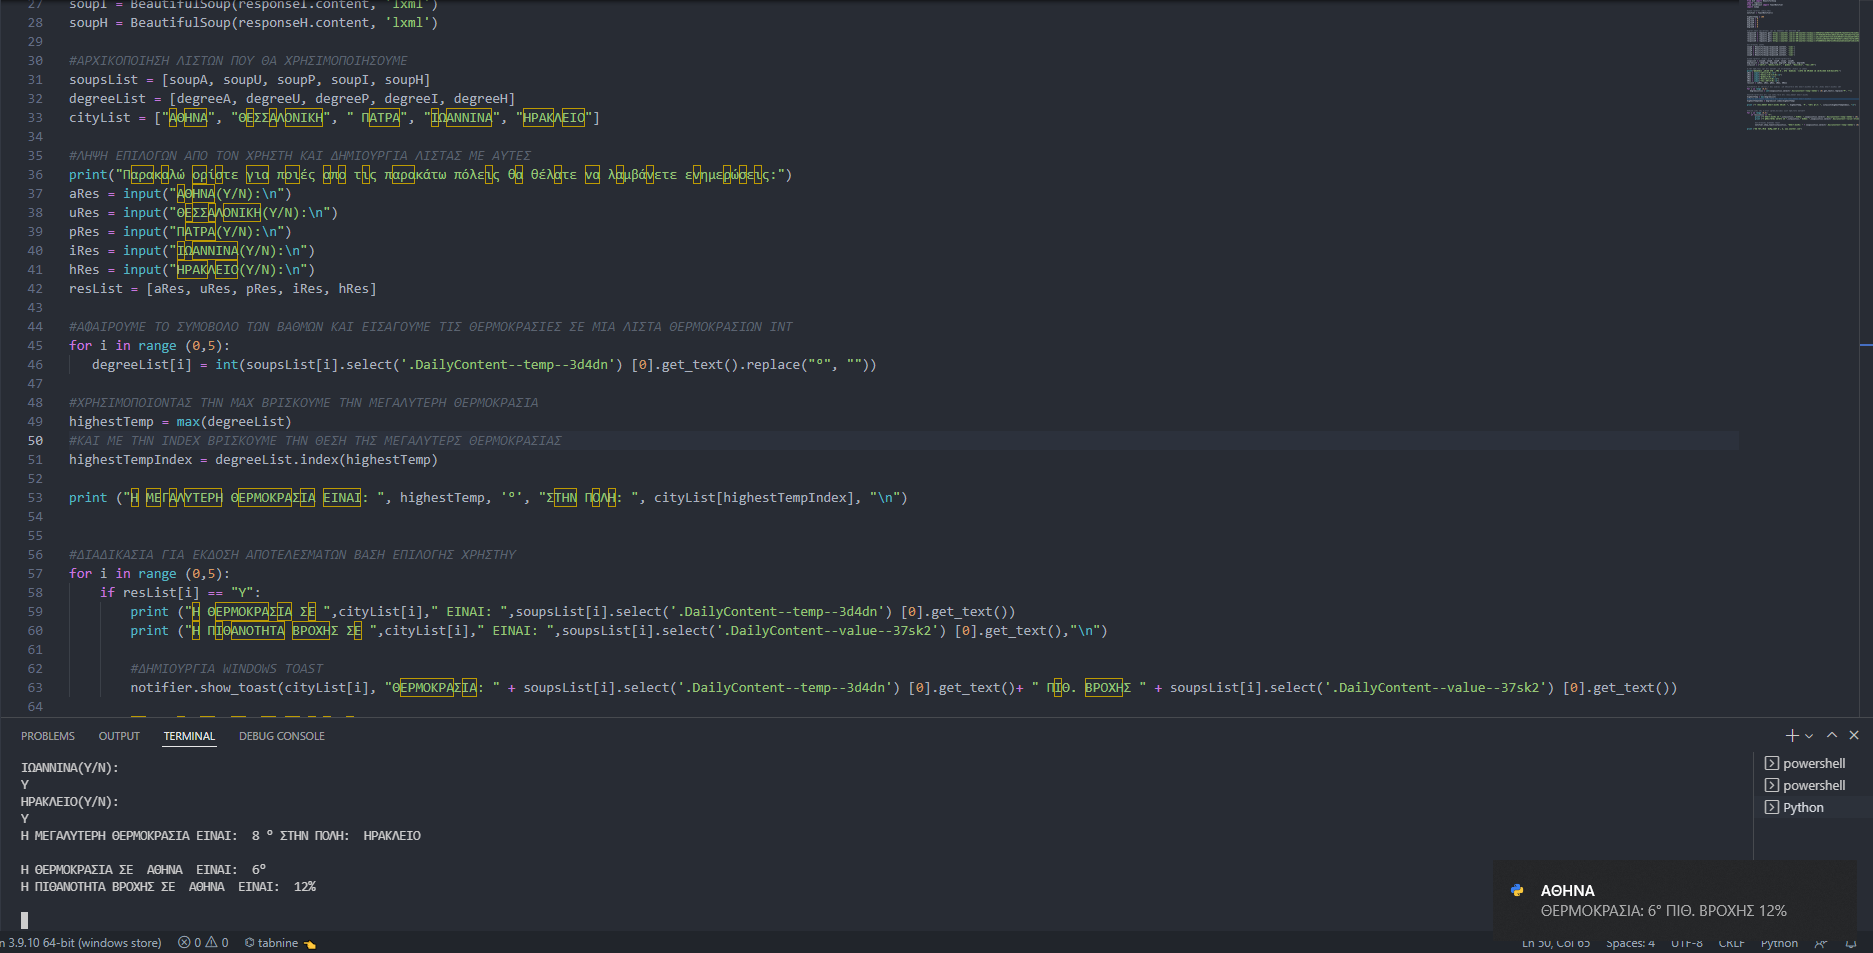 27 soupI = BeautifulSoup(responseI.content, 'lxml')
28 soupH = BeautifulSoup(responseH.content, 'lxml')
29
30 #ΑΡΧΙΚΟΠΟΙΗΣΗ ΛΙΣΤΩΝ ΠΟΥ ΘΑ ΧΡΗΣΙΜΟΠΟΙΗΣΟΥΜΕ
31 soupsList = [soupA, soupU, soupP, soupI, soupH]
32 degreeList = [degreeA, degreeU, degreeP, degreeI, degreeH]
33 cityList = ["ΑΘΗΝΑ", "ΘΕΣΣΑΛΟΝΙΚΗ", " ΠΑΤΡΑ", "ΙΩΑΝΝΙΝΑ", "ΗΡΑΚΛΕΙΟ"]
34
35 #ΛΗΨΗ ΕΠΙΛΟΓΩΝ ΑΠΟ ΤΟΝ ΧΡΗΣΤΗ ΚΑΙ ΔΗΜΙΟΥΡΓΙΑ ΛΙΣΤΑΣ ΜΕ ΑΥΤΕΣ
36 print("Παρακαλώ ορίστε για ποιές απο τις παρακάτω πόλεις θα θέλατε να λαμβάνετε ενημερώσεις:")
37 aRes = input("ΑΘΗΝΑ(Y/N):\n")
38 uRes = input("ΘΕΣΣΑΛΟΝΙΚΗ(Y/N):\n")
39 pRes = input("ΠΑΤΡΑ(Y/N):\n")
40 iRes = input("ΙΩΑΝΝΙΝΑ(Y/N):\n")
41 hRes = input("ΗΡΑΚΛΕΙΟ(Y/N):\n")
42 resList = [aRes, uRes, pRes, iRes, hRes]
43
44 #ΑΦΑΙΡΟΥΜΕ ΤΟ ΣΥΜΟΒΟΛΟ ΤΩΝ ΒΑΘΜΩΝ ΚΑΙ ΕΙΣΑΓΟΥΜΕ ΤΙΣ ΘΕΡΜΟΚΡΑΣΙΕΣ ΣΕ ΜΙΑ ΛΙΣΤΑ ΘΕΡΜΟΚΡΑΣΙΩΝ INT
45 for i in range (0,5):
46 degreeList[i] = int(soupsList[i].select('.DailyContent--temp--3d4dn') [0].get_text().replace("°", ""))
47
48 #ΧΡΗΣΙΜΟΠΟΙΟΝΤΑΣ ΤΗΝ MAX ΒΡΙΣΚΟΥΜΕ ΤΗΝ ΜΕΓΑΛΥΤΕΡΗ ΘΕΡΜΟΚΡΑΣΙΑ
49 highestTemp = max(degreeList)
50 #ΚΑΙ ΜΕ ΤΗΝ INDEX ΒΡΙΣΚΟΥΜΕ ΤΗΝ ΘΕΣΗ ΤΗΣ ΜΕΓΑΛΥΤΕΡΣ ΘΕΡΜΟΚΡΑΣΙΑΣ
51 highestTempIndex = degreeList.index(highestTemp)
52
53 print ("Η ΜΕΓΑΛΥΤΕΡΗ ΘΕΡΜΟΚΡΑΣΙΑ ΕΙΝΑΙ: ", highestTemp, '°', "ΣΤΗΝ ΠΟΛΗ: ", cityList[highestTempIndex], "\n")
54
55
56 #ΔΙΑΔΙΚΑΣΙΑ ΓΙΑ ΕΚΔΟΣΗ ΑΠΟΤΕΛΕΣΜΑΤΩΝ ΒΑΣΗ ΕΠΙΛΟΓΗΣ ΧΡΗΣΤΗΥ
57 for i in range (0,5):
58 if resList[i] == "Y":
59 print ("Η ΘΕΡΜΟΚΡΑΣΙΑ ΣΕ ",cityList[i]," ΕΙΝΑΙ: ",soupsList[i].select('.DailyContent--temp--3d4dn') [0].get_text())
60 print ("Η ΠΙΘΑΝΟΤΗΤΑ ΒΡΟΧΗΣ ΣΕ ",cityList[i]," ΕΙΝΑΙ: ",soupsList[i].select('.DailyContent--value--37sk2') [0].get_text(),"\n")
61
62 #ΔΗΜΙΟΥΡΓΙΑ WINDOWS TOAST
63 notifier.show_toast(cityList[i], "ΘΕΡΜΟΚΡΑΣΙΑ: " + soupsList[i].select('.DailyContent--temp--3d4dn') [0].get_text()+ " ΠΙΘ. ΒΡΟΧΗΣ " + soupsList[i].select('.DailyContent--value--37sk2') [0].get_text())
64
PROBLEMS OUTPUT TERMINAL DEBUG CONSOLE
ΙΩΑΝΝΙΝΑ(Y/N):
Y
ΗΡΑΚΛΕΙΟ(Y/N):
Y
Η ΜΕΓΑΛΥΤΕΡΗ ΘΕΡΜΟΚΡΑΣΙΑ ΕΙΝΑΙ:  8 ° ΣΤΗΝ ΠΟΛΗ:  ΗΡΑΚΛΕΙΟ
Η ΘΕΡΜΟΚΡΑΣΙΑ ΣΕ  ΑΘΗΝΑ  ΕΙΝΑΙ:  6°
Η ΠΙΘΑΝΟΤΗΤΑ ΒΡΟΧΗΣ ΣΕ  ΑΘΗΝΑ  ΕΙΝΑΙ:  12%
powershell
powershell
Python
ΑΘΗΝΑ
ΘΕΡΜΟΚΡΑΣΙΑ: 6° ΠΙΘ. ΒΡΟΧΗΣ 12%
n 3.9.10 64-bit (windows store) 0 0 tabnine Ln 50, Col 65 Spaces: 4 UTF-8 CRLF Python